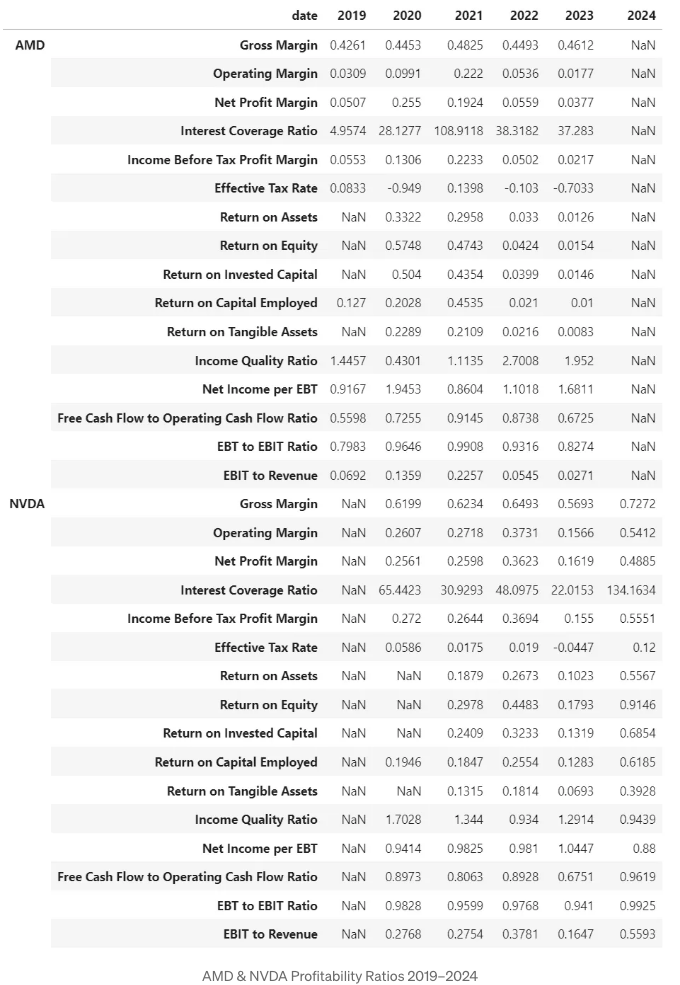 date 2019 2020 2021 2022 2023 2024
AMD Gross Margin 0.4261 0.4453 0.4825 0.4493 0.4612 NaN
Operating Margin 0.0309 0.0991 0.222 0.0536 0.0177 NaN
Net Profit Margin 0.0507 0.255 0.1924 0.0559 0.0377 NaN
Interest Coverage Ratio 4.9574 28.1277 108.9118 38.3182 37.283 NaN
Income Before Tax Profit Margin 0.0553 0.1306 0.2233 0.0502 0.0217 NaN
Effective Tax Rate 0.0833 -0.949 0.1398 -0.103 -0.7033 NaN
Return on Assets NaN 0.3322 0.2958 0.033 0.0126 NaN
Return on Equity NaN 0.5748 0.4743 0.0424 0.0154 NaN
Return on Invested Capital NaN 0.504 0.4354 0.0399 0.0146 NaN
Return on Capital Employed 0.127 0.2028 0.4535 0.021 0.01 NaN
Return on Tangible Assets NaN 0.2289 0.2109 0.0216 0.0083 NaN
Income Quality Ratio 1.4457 0.4301 1.1135 2.7008 1.952 NaN
Net Income per EBT 0.9167 1.9453 0.8604 1.1018 1.6811 NaN
Free Cash Flow to Operating Cash Flow Ratio 0.5598 0.7255 0.9145 0.8738 0.6725 NaN
EBT to EBIT Ratio 0.7983 0.9646 0.9908 0.9316 0.8274 NaN
EBIT to Revenue 0.0692 0.1359 0.2257 0.0545 0.0271 NaN
NVDA Gross Margin NaN 0.6199 0.6234 0.6493 0.5693 0.7272
Operating Margin NaN 0.2607 0.2718 0.3731 0.1566 0.5412
Net Profit Margin NaN 0.2561 0.2598 0.3623 0.1619 0.4885
Interest Coverage Ratio NaN 65.4423 30.9293 48.0975 22.0153 134.1634
Income Before Tax Profit Margin NaN 0.272 0.2644 0.3694 0.155 0.5551
Effective Tax Rate NaN 0.0586 0.0175 0.019 -0.0447 0.12
Return on Assets NaN NaN 0.1879 0.2673 0.1023 0.5567
Return on Equity NaN NaN 0.2978 0.4483 0.1793 0.9146
Return on Invested Capital NaN NaN 0.2409 0.3233 0.1319 0.6854
Return on Capital Employed NaN 0.1946 0.1847 0.2554 0.1283 0.6185
Return on Tangible Assets NaN NaN 0.1315 0.1814 0.0693 0.3928
Income Quality Ratio NaN 1.7028 1.344 0.934 1.2914 0.9439
Net Income per EBT NaN 0.9414 0.9825 0.981 1.0447 0.88
Free Cash Flow to Operating Cash Flow Ratio NaN 0.8973 0.8063 0.8928 0.6751 0.9619
EBT to EBIT Ratio NaN 0.9828 0.9599 0.9768 0.941 0.9925
EBIT to Revenue NaN 0.2768 0.2754 0.3781 0.1647 0.5593
AMD & NVDA Profitability Ratios 2019–2024